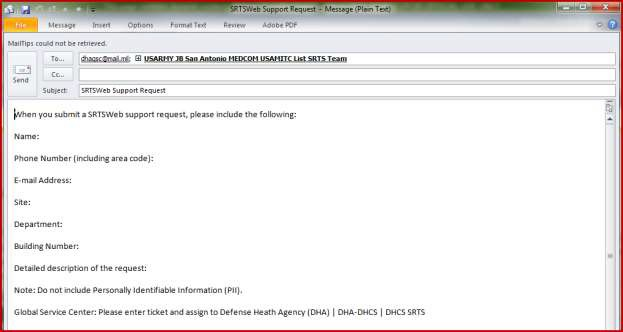 SRTSWeb Support Request - Message (Plain Text)
File Message Insert Options Format Text Review Adobe PDF
MailTips could not be retrieved.
To... dhagsc@mail.mil; USARMY JB San Antonio MEDCOM USAMITC List SRTS Team
Cc...
Send
Subject: SRTSWeb Support Request
When you submit a SRTSWeb support request, please include the following:
Name:
Phone Number (including area code):
E-mail Address:
Site:
Department:
Building Number:
Detailed description of the request:
Note: Do not include Personally Identifiable Information (PII).
Global Service Center: Please enter ticket and assign to Defense Heath Agency (DHA) | DHA-DHCS | DHCS SRTS